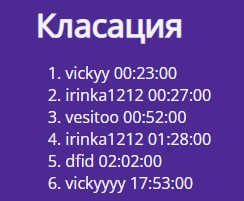 Класация
1. vickyy 00:23:00
2. irinka1212 00:27:00
3. vesitoo 00:52:00
4. irinka1212 01:28:00
5. dfid 02:02:00
6. vickyyyy 17:53:00